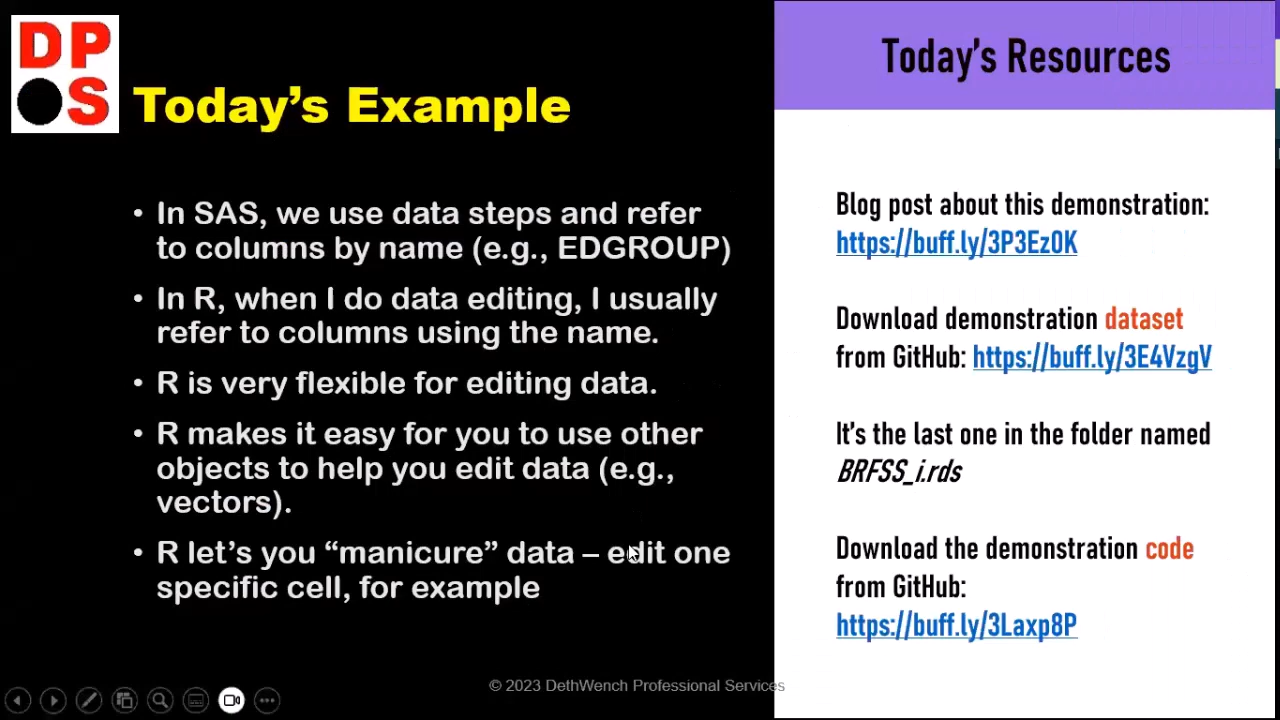 DP
S
Today's Example
• In SAS, we use data steps and refer
to columns by name (e.g., EDGROUP)
• In R, when I do data editing, I usually
refer to columns using the name.
• R is very flexible for editing data.
• R makes it easy for you to use other
objects to help you edit data (e.g.,
vectors).
• R let's you “manicure” data – edit one
specific cell, for example
© 2023 DethWench Professional Services
Today's Resources
Blog post about this demonstration:
https://buff.ly/3P3Ez0K
Download demonstration dataset
from GitHub: https://buff.ly/3E4VzgV
It's the last one in the folder named
BRFSS_i.rds
Download the demonstration code
from GitHub:
https://buff.ly/3Laxp8P